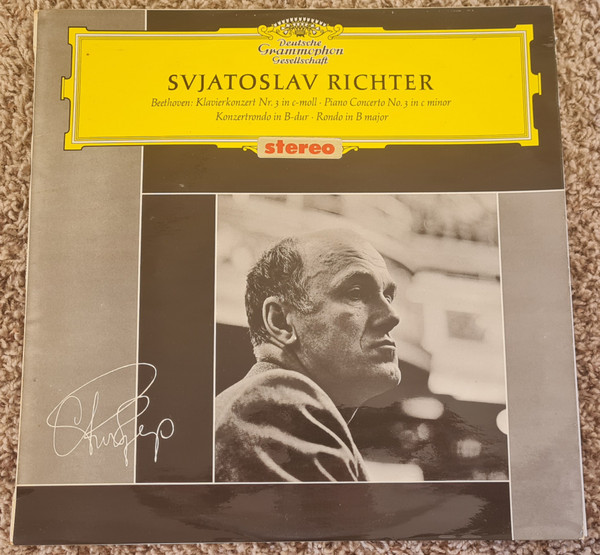 Deutsche
Grammophon
Gesellschaft
SVJATOSLAV RICHTER
Beethoven: Klavierkonzert Nr. 3 in c-moll · Piano Concerto No. 3 in c minor
Konzertrondo in B-dur · Rondo in B major
stereo